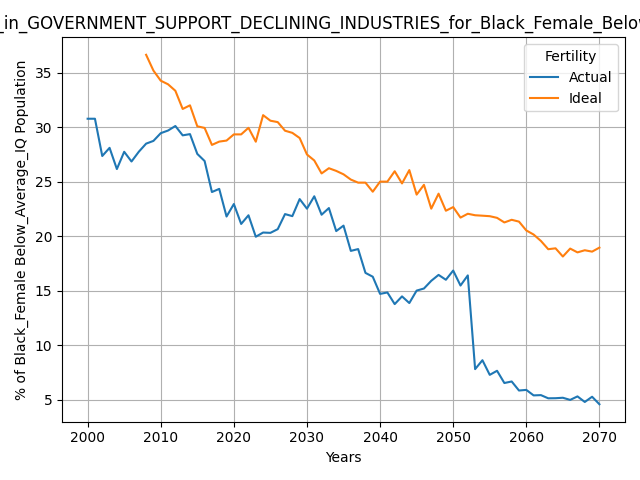 _in_GOVERNMENT_SUPPORT_DECLINING_INDUSTRIES_for_Black_Female_Below
Fertility
Actual
Ideal
% of Black_Female Below_Average_IQ Population
35
30
25
20
15
10
5
2000 2010 2020 2030 2040 2050 2060 2070
Years